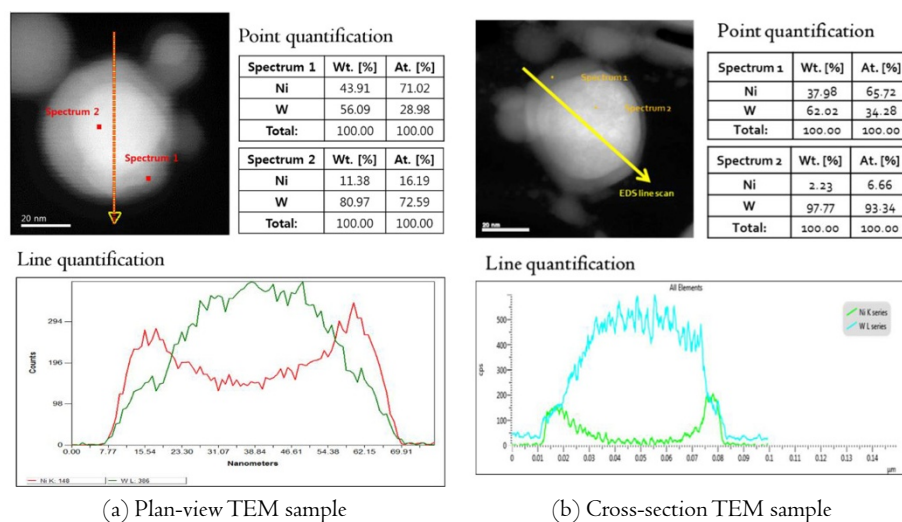 Point quantification
Spectrum 1 Wt. [%] At. [%]
Ni 43.91 71.02
W 56.09 28.98
Total: 100.00 100.00
Spectrum 2 Wt. [%] At. [%]
Ni 11.38 16.19
W 80.97 72.59
Total: 100.00 100.00
Spectrum 2
Spectrum 1
20 nm
Line quantification
Counts
294
196
98
0
0.00 7.77 15.54 23.30 31.07 38.84 46.61 54.38 62.15 69.91
Nanometers
Ni K: 148 W L: 386
(a) Plan-view TEM sample
Point quantification
Spectrum 1 Wt. [%] At. [%]
Ni 37.98 65.72
W 62.02 34.28
Total: 100.00 100.00
Spectrum 2 Wt. [%] At. [%]
Ni 2.23 6.66
W 97.77 93.34
Total: 100.00 100.00
Spectrum 1
Spectrum 2
EDS line scan
20 nm
Line quantification
All Elements
Ni K series
W L series
cps
500
400
300
200
100
0
0 0.01 0.02 0.03 0.04 0.05 0.06 0.07 0.08 0.09 0.1 0.11 0.12 0.13 0.14
µm
(b) Cross-section TEM sample